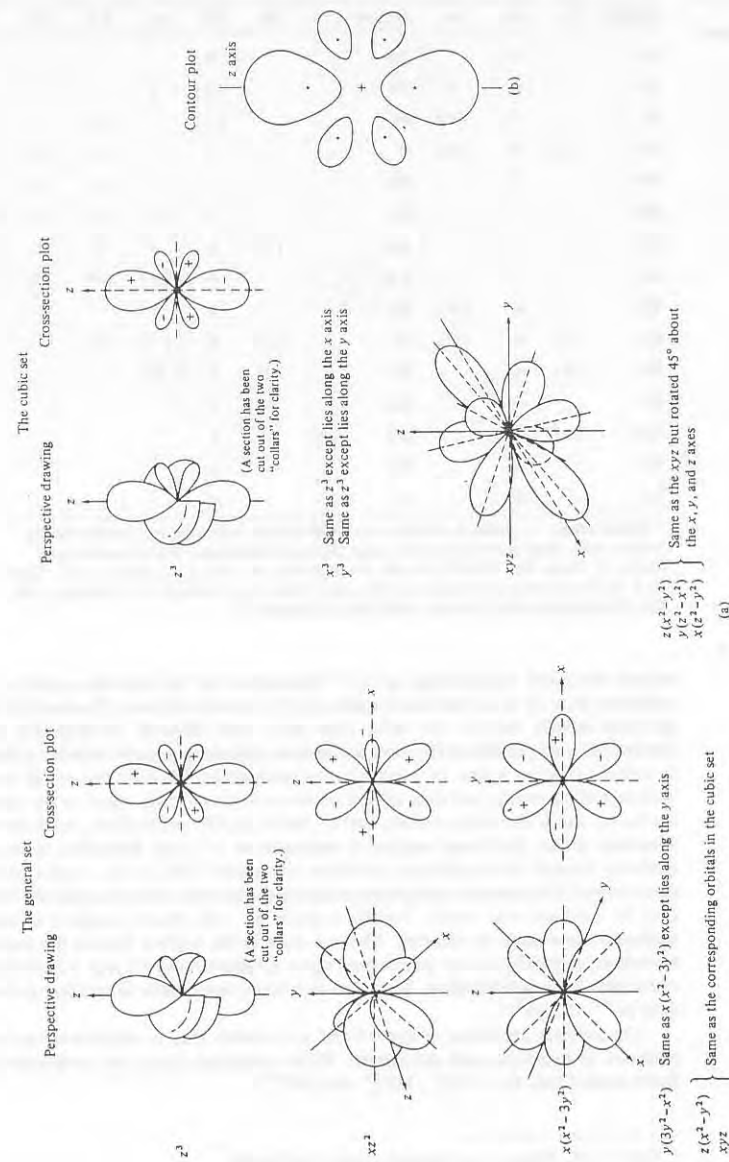 The general set
Perspective drawing
Cross-section plot
z³
z
z
+
−
−
+
+
−
(A section has been
cut out of the two
"collars" for clarity.)
xz²
y
x
z
z
x
−
+
+
−
−
+
x(x² − 3y²)
z
y
x
y
x
+
−
−
+
+
−
y(3y² − x²) Same as x(x² − 3y²) except lies along the y axis
z(x² − y²)
xyz
Same as the corresponding orbitals in the cubic set
The cubic set
Perspective drawing
Cross-section plot
z³
z
z
+
−
−
+
+
−
(A section has been
cut out of the two
"collars" for clarity.)
x³ Same as z³ except lies along the x axis
y³ Same as z³ except lies along the y axis
xyz
z
y
x
z(x² − y²)
y(z² − x²)
x(z² − y²)
Same as the xyz but rotated 45° about
the x, y, and z axes
(a)
Contour plot
z axis
+
(b)